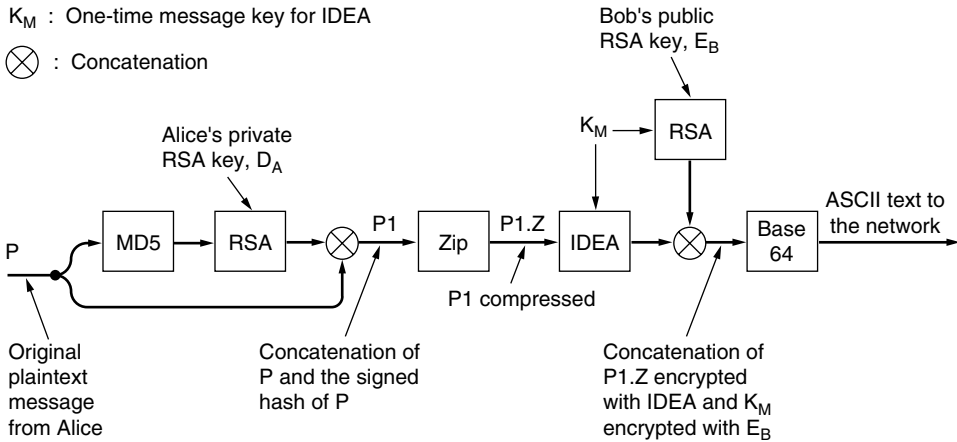 K_M : One-time message key for IDEA
: Concatenation
Bob's public
RSA key, E_B
Alice's private
RSA key, D_A
K_M
RSA
P
MD5
RSA
P1
Zip
P1.Z
IDEA
Base
64
ASCII text to
the network
P1 compressed
Original
plaintext
message
from Alice
Concatenation of
P and the signed
hash of P
Concatenation of
P1.Z encrypted
with IDEA and K_M
encrypted with E_B